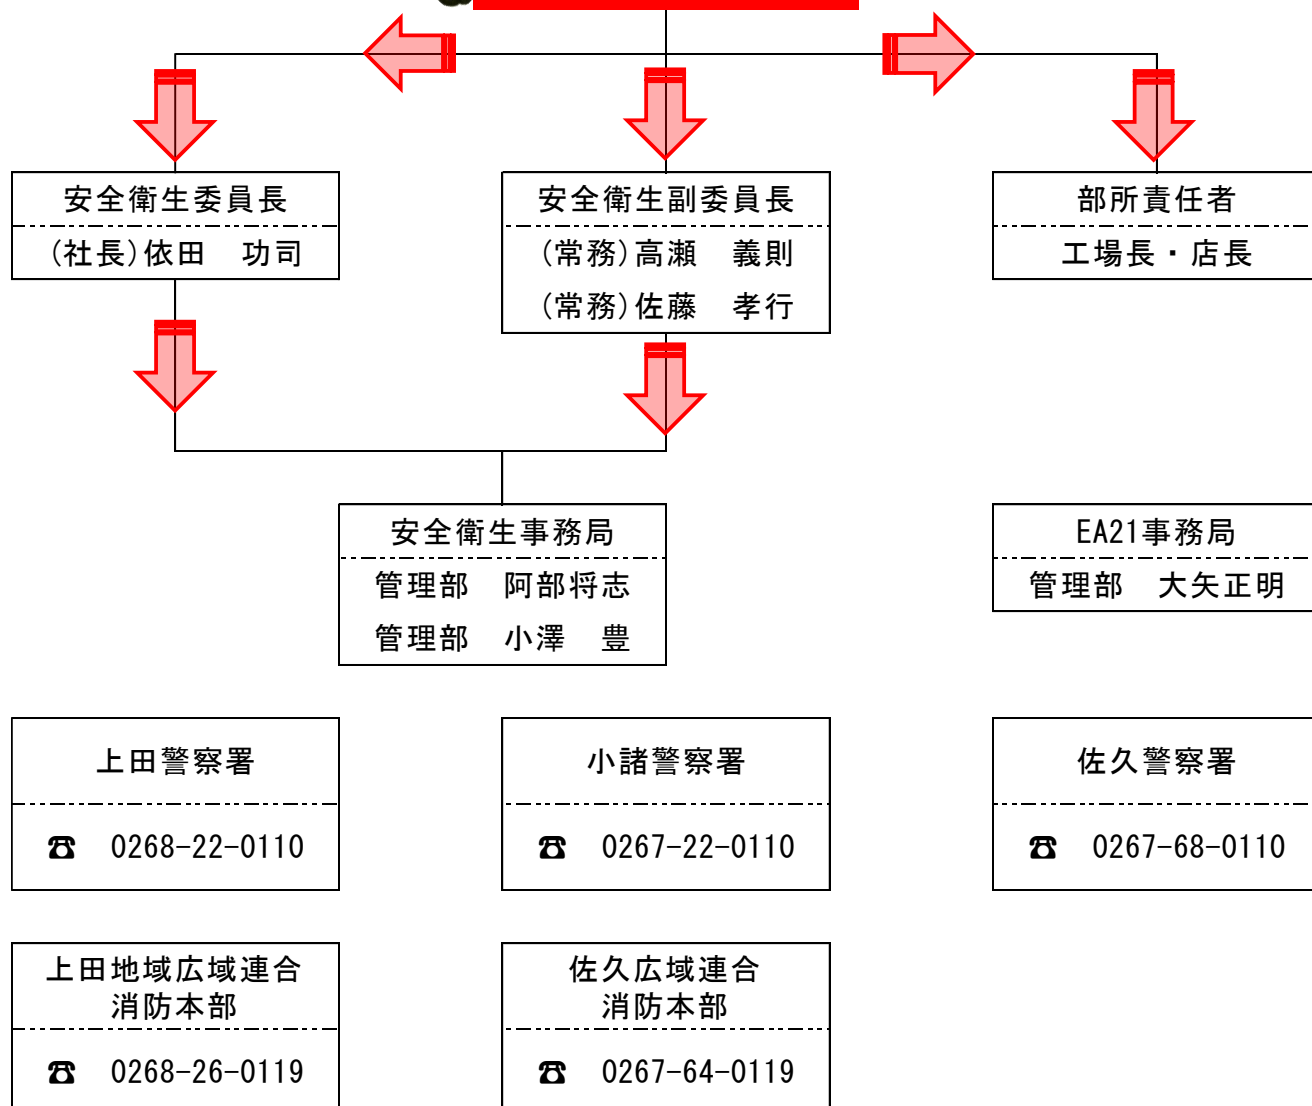 安全衛生委員長
(社長)依田　功司
安全衛生副委員長
(常務)高瀬　義則
(常務)佐藤　孝行
部所責任者
工場長・店長
安全衛生事務局
管理部　阿部将志
管理部　小澤　豊
EA21事務局
管理部　大矢正明
上田警察署
☎　0268-22-0110
小諸警察署
☎　0267-22-0110
佐久警察署
☎　0267-68-0110
上田地域広域連合
消防本部
☎　0268-26-0119
佐久広域連合
消防本部
☎　0267-64-0119